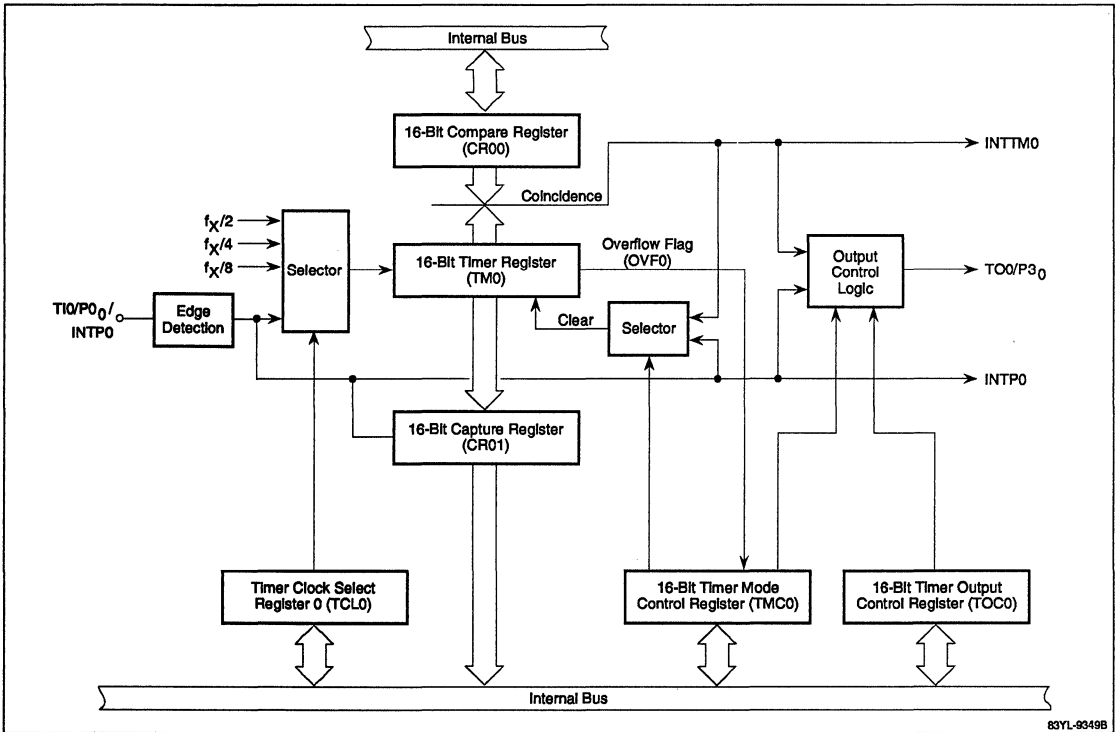 Internal Bus
16-Bit Compare Register
(CR00)
INTTM0
Coincidence
fX/2
fX/4
fX/8
Selector
16-Bit Timer Register
(TM0)
Overflow Flag
(OVF0)
Output
Control
Logic
TO0/P30
TI0/P00/
INTP0
Edge
Detection
Clear
Selector
INTP0
16-Bit Capture Register
(CR01)
Timer Clock Select
Register 0 (TCL0)
16-Bit Timer Mode
Control Register (TMC0)
16-Bit Timer Output
Control Register (TOC0)
Internal Bus
83YL-9349B